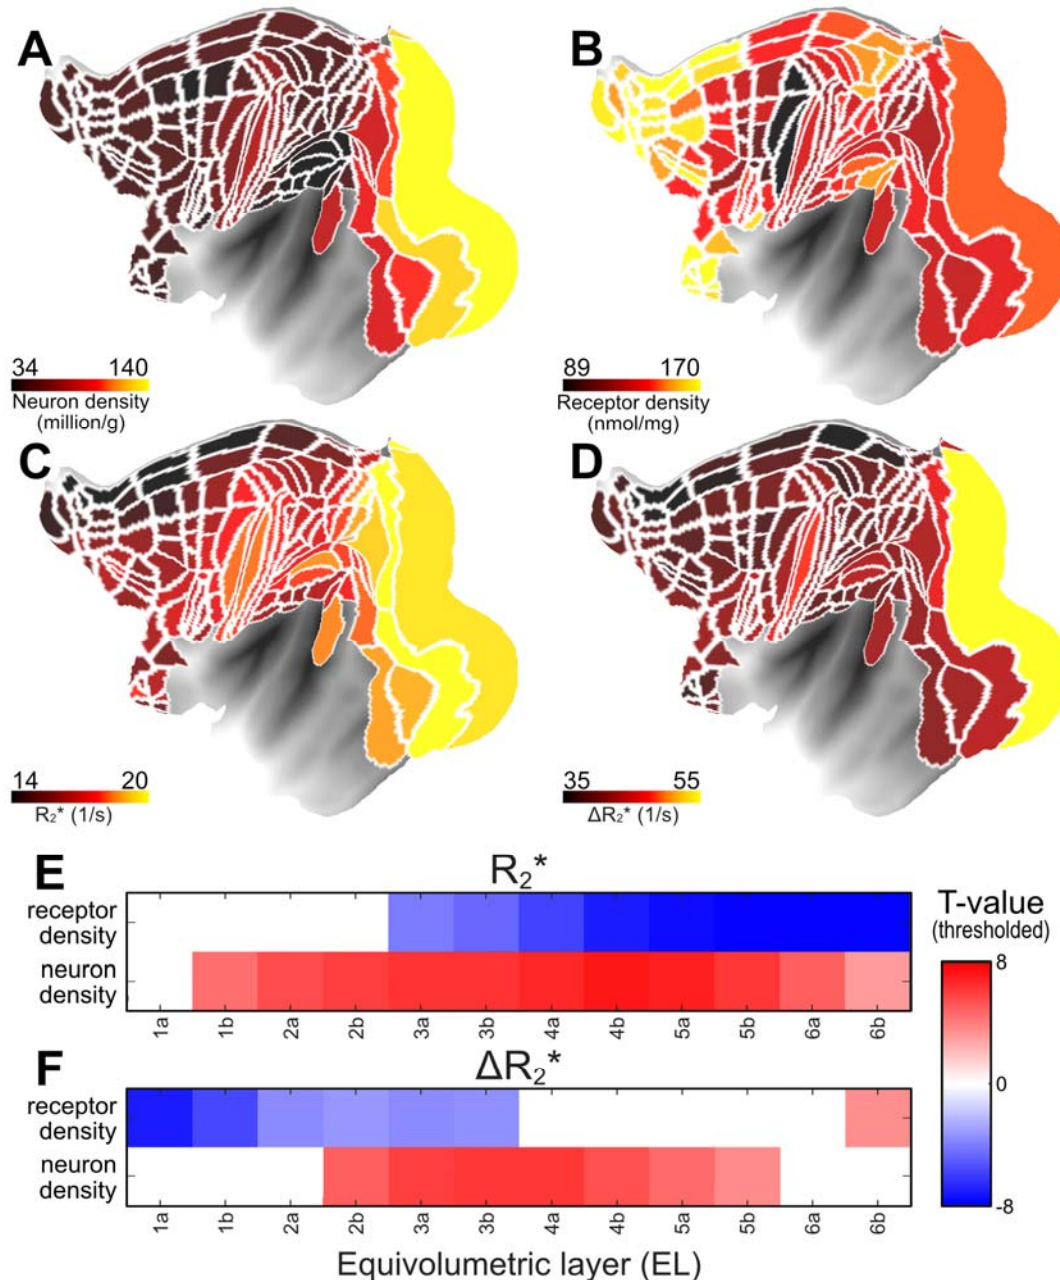 A
B
34 140
Neuron density
(million/g)
89 170
Receptor density
(nmol/mg)
C
D
14 20
R₂* (1/s)
35 55
ΔR₂* (1/s)
E
R₂*
receptor
density
neuron
density
1a 1b 2a 2b 3a 3b 4a 4b 5a 5b 6a 6b
T-value
(thresholded)
8
0
-8
F
ΔR₂*
receptor
density
neuron
density
1a 1b 2a 2b 3a 3b 4a 4b 5a 5b 6a 6b
Equivolumetric layer (EL)